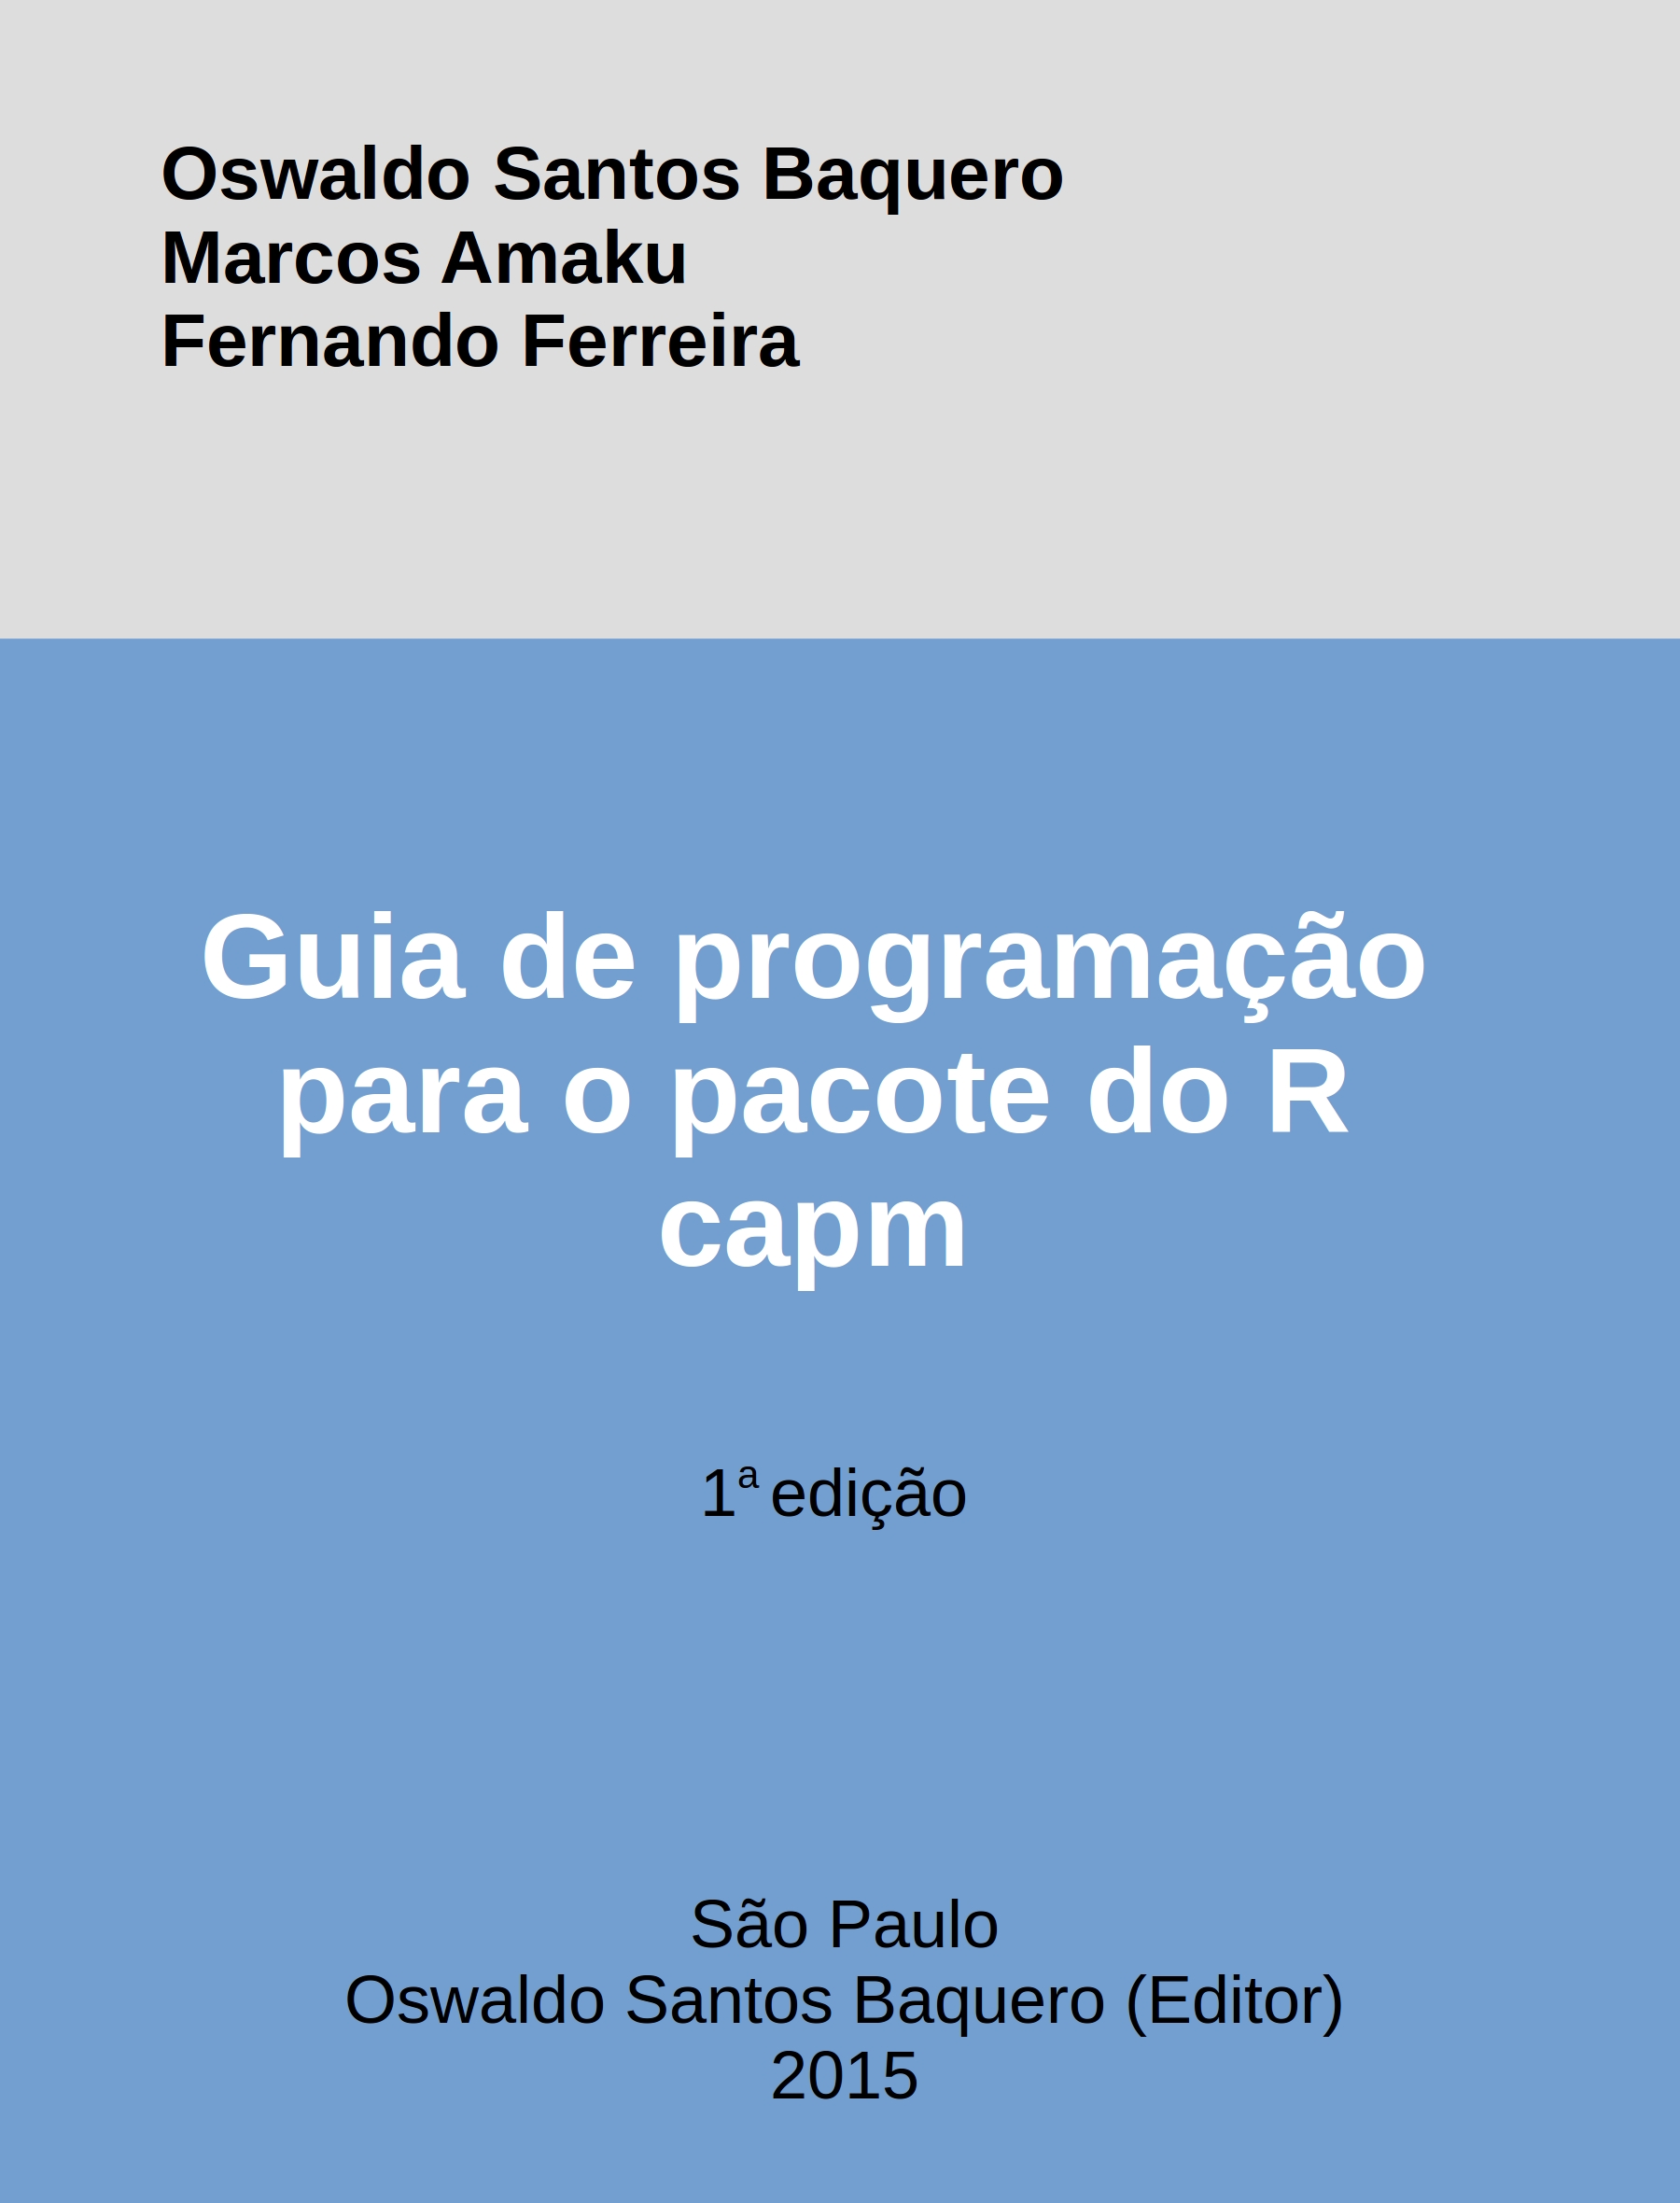 Oswaldo Santos Baquero
Marcos Amaku
Fernando Ferreira
Guia de programação
para o pacote do R
capm
1ª edição
São Paulo
Oswaldo Santos Baquero (Editor)
2015